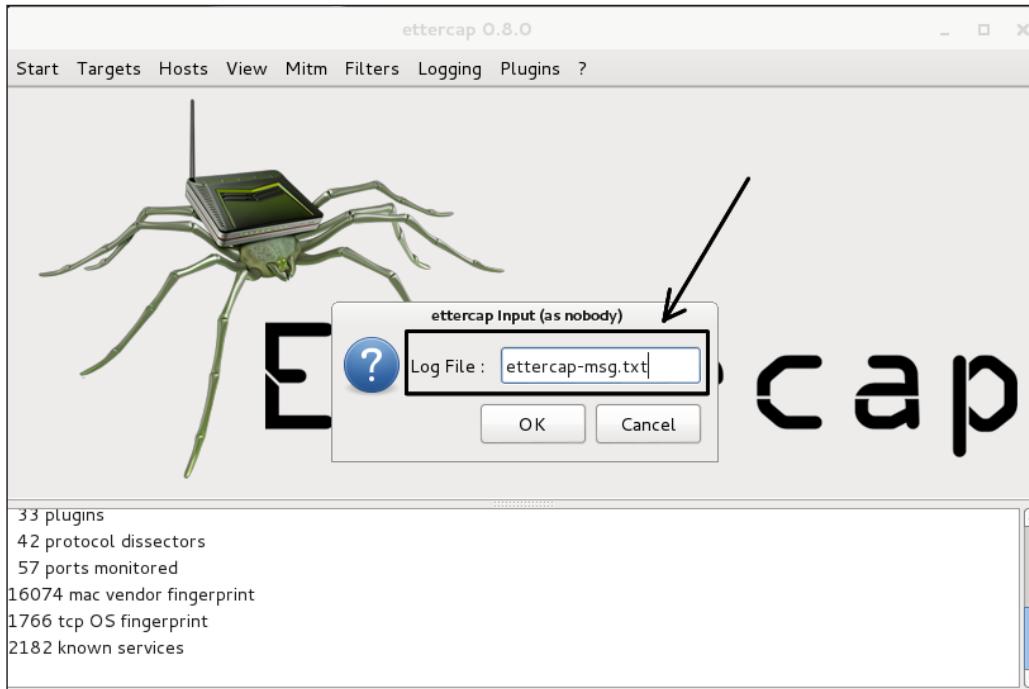 ettercap 0.8.0
Start Targets Hosts View Mitm Filters Logging Plugins ?
ettercap Input (as nobody)
Log File : ettercap-msg.txt
OK Cancel
E cap
33 plugins
42 protocol dissectors
57 ports monitored
16074 mac vendor fingerprint
1766 tcp OS fingerprint
2182 known services